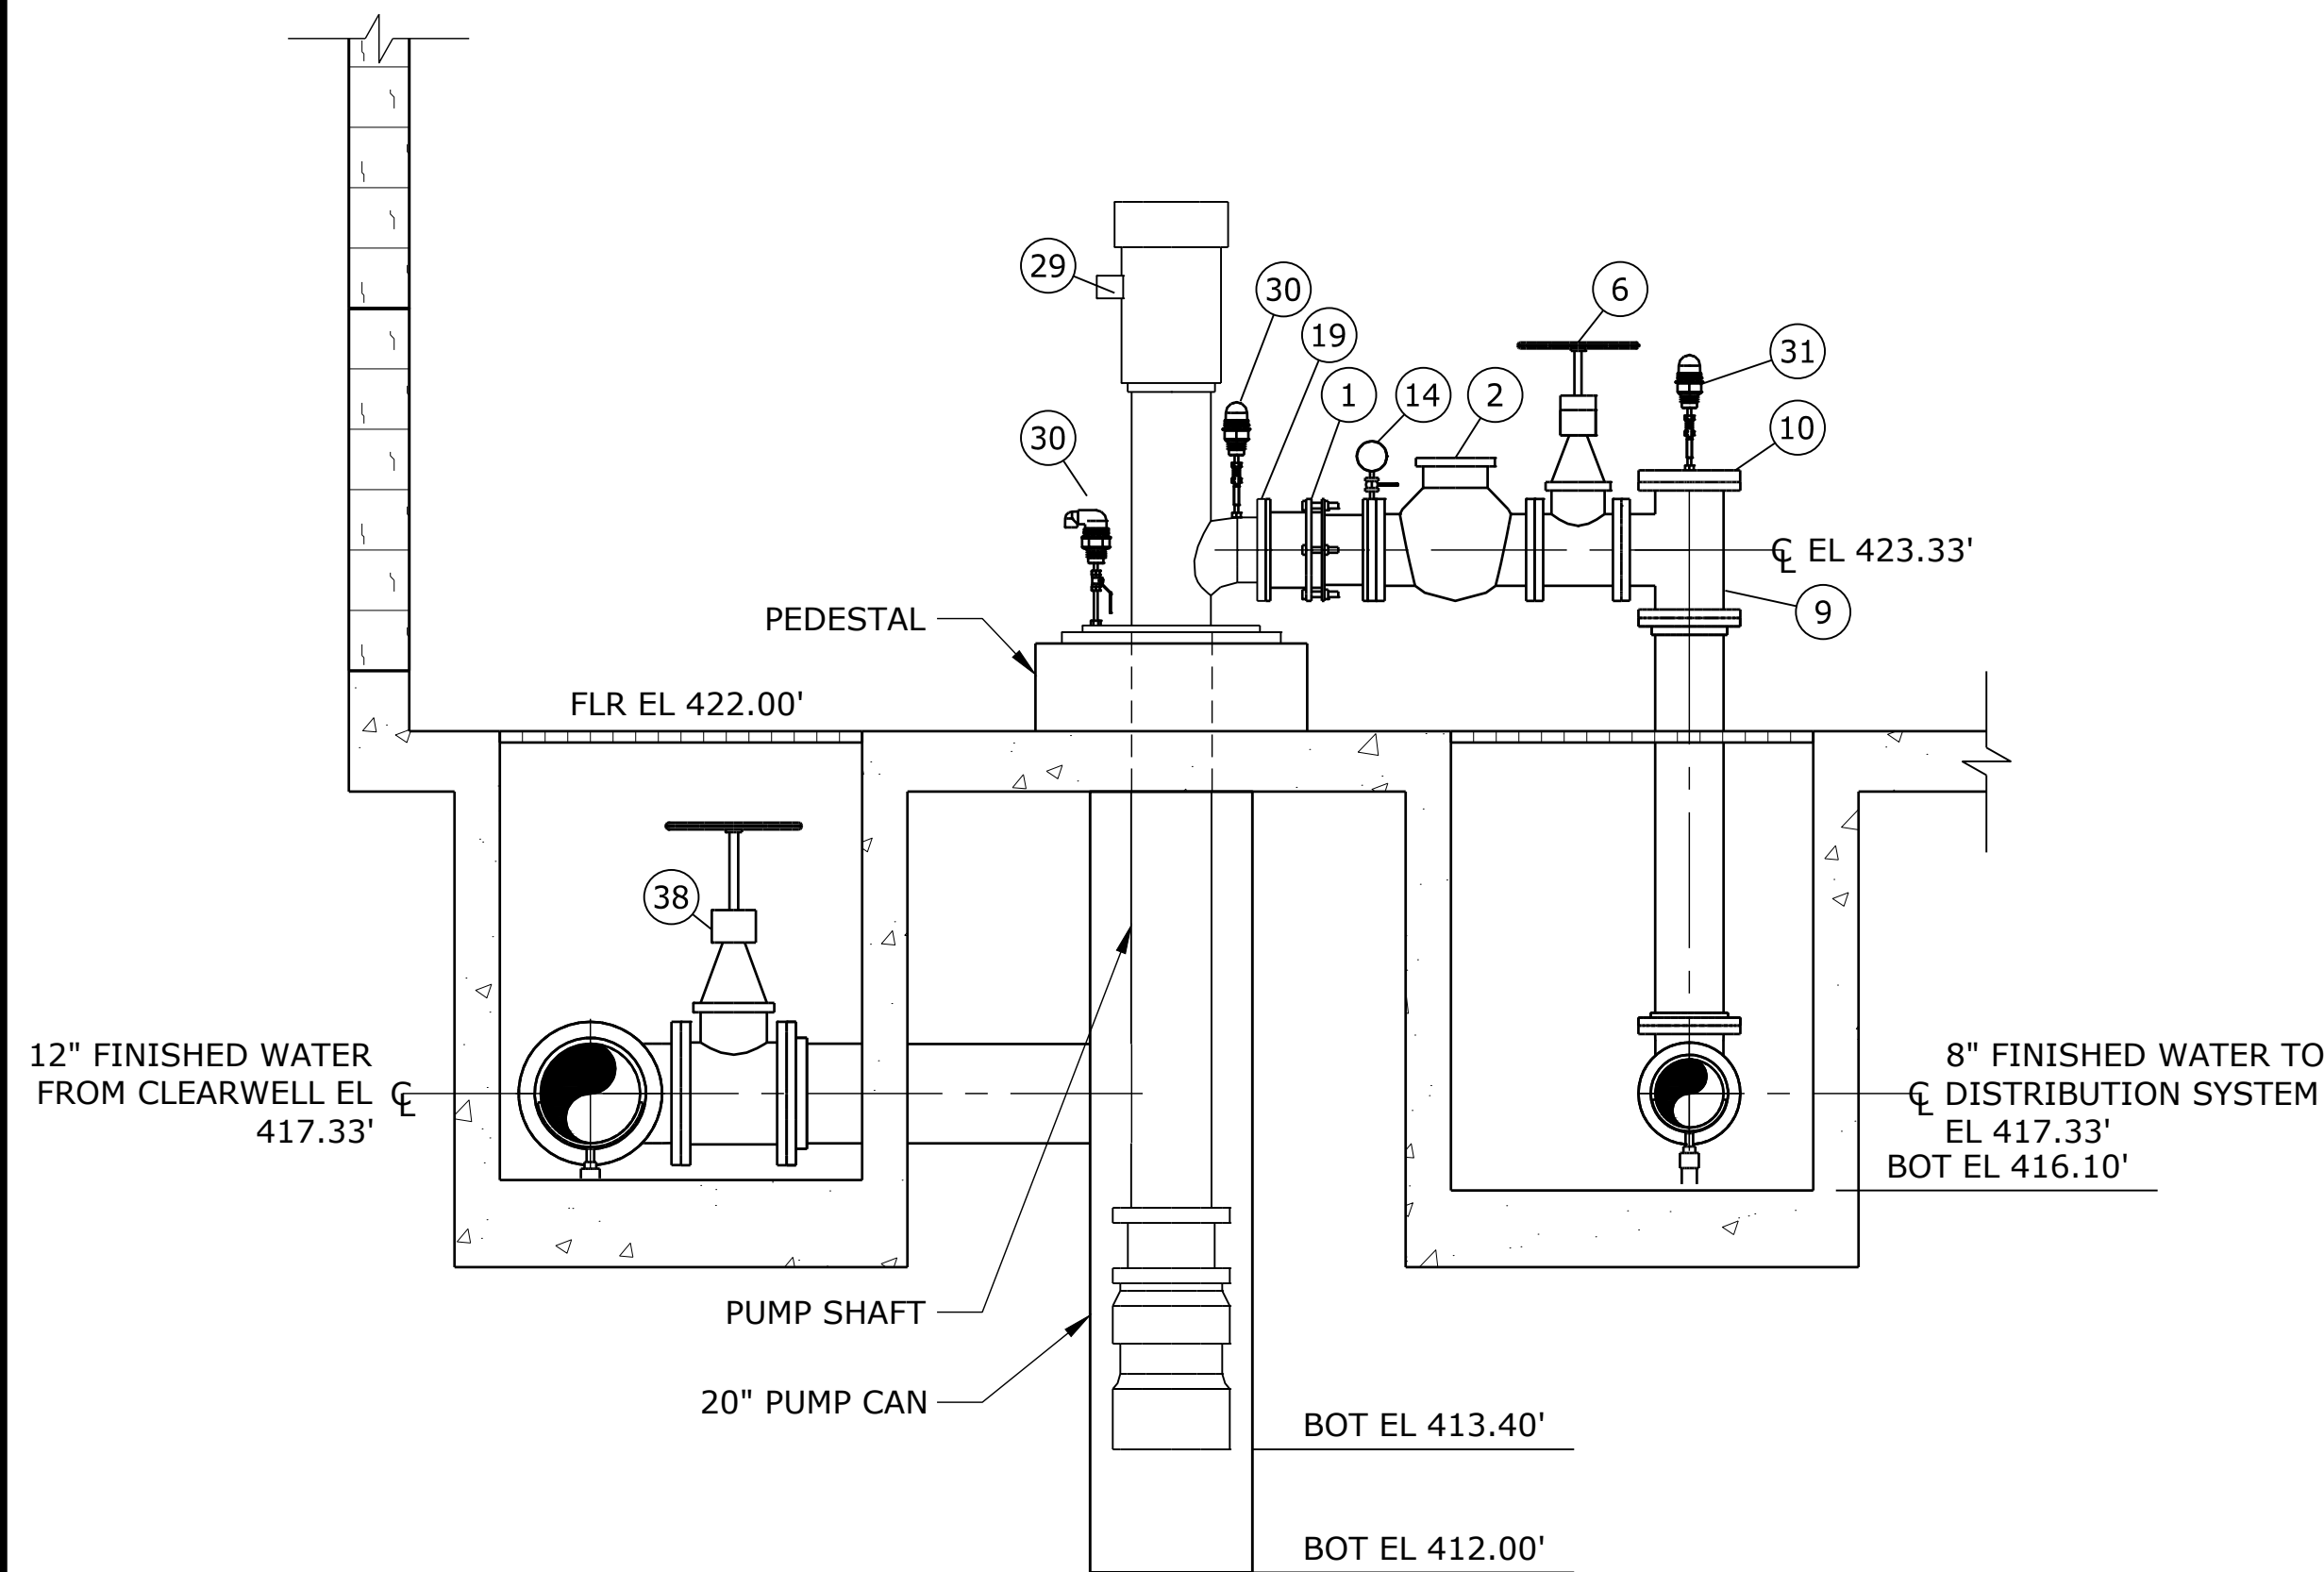 29
30
6
19
31
1
14
2
10
30
℄ EL 423.33'
PEDESTAL
9
FLR EL 422.00'
38
12" FINISHED WATER
FROM CLEARWELL EL ℄
417.33'
8" FINISHED WATER TO
℄ DISTRIBUTION SYSTEM
EL 417.33'
BOT EL 416.10'
PUMP SHAFT
20" PUMP CAN
BOT EL 413.40'
BOT EL 412.00'